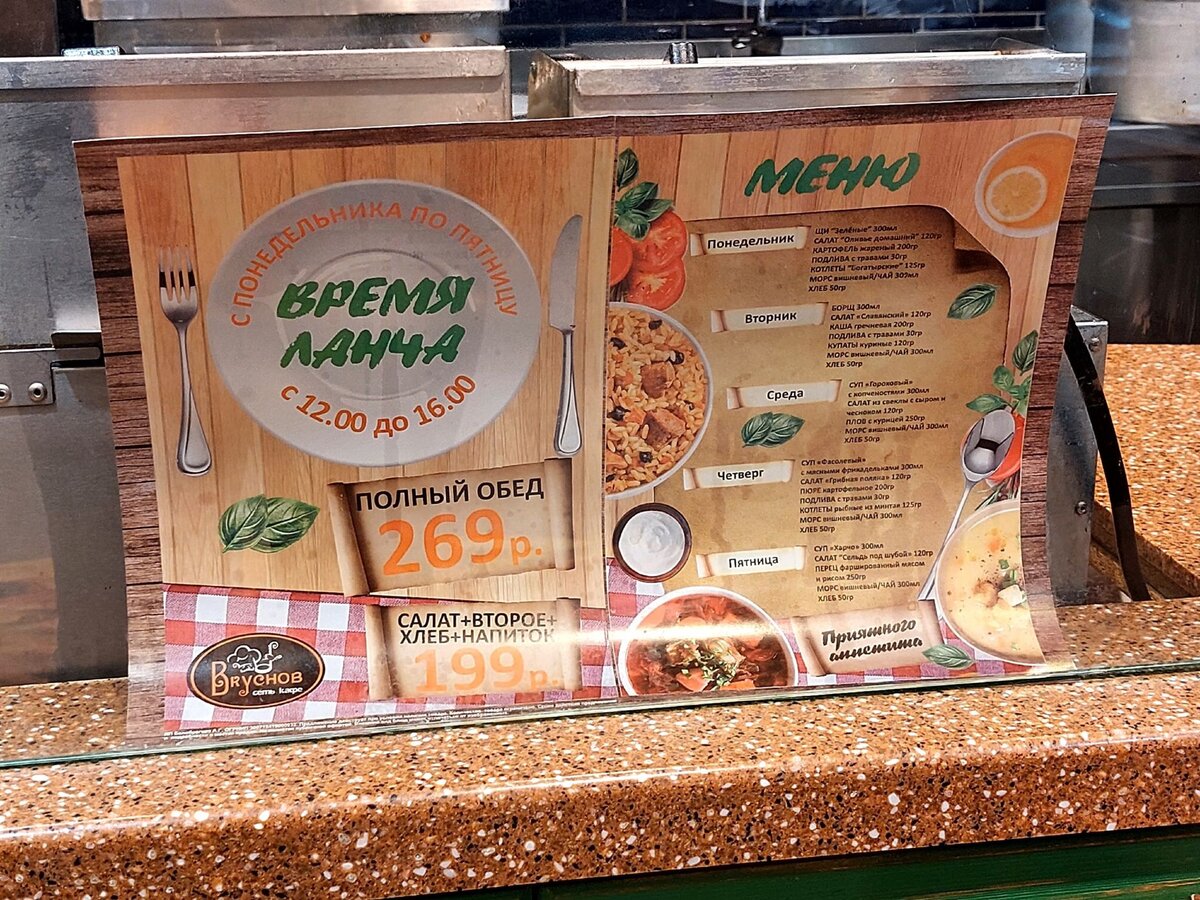 С ПОНЕДЕЛЬНИКА ПО ПЯТНИЦУ
ВРЕМЯ
ЛАНЧА
С 12.00 ДО 16.00
ПОЛНЫЙ ОБЕД
269р.
САЛАТ+ВТОРОЕ+
ХЛЕБ+НАПИТОК
199р.
Вкуснов
сеть кафе
МЕНЮ
Понедельник
ЩИ "Зелёные" 300мл
САЛАТ "Оливье домашний" 120гр
КАРТОФЕЛЬ жареный 200гр
ПОДЛИВА с травами 30гр
КОТЛЕТЫ "Богатырские" 125гр
МОРС вишневый/ЧАЙ 300мл
ХЛЕБ 50гр
Вторник
БОРЩ 300мл
САЛАТ «Славянский» 120гр
КАША гречневая 200гр
ПОДЛИВА с травами 30гр
КУПАТЫ куриные 120гр
МОРС вишневый/ЧАЙ 300мл
ХЛЕБ 50гр
Среда
СУП «Гороховый»
с копченостями 300мл
САЛАТ из свеклы с сыром и
чесноком 120гр
ПЛОВ с курицей 250гр
МОРС вишневый/ЧАЙ 300мл
ХЛЕБ 50гр
Четверг
СУП «Фасолевый»
с мясными фрикадельками 300мл
САЛАТ «Грибная поляна» 120гр
ПЮРЕ картофельное 200гр
ПОДЛИВА с травами 30гр
КОТЛЕТЫ рыбные из минтая 125гр
МОРС вишневый/ЧАЙ 300мл
ХЛЕБ 50гр
Пятница
СУП «Харчо» 300мл
САЛАТ "Сельдь под шубой" 120гр
ПЕРЕЦ фаршированный мясом
и рисом 250гр
МОРС вишневый/ЧАЙ 300мл
ХЛЕБ 50гр
Приятного
аппетита